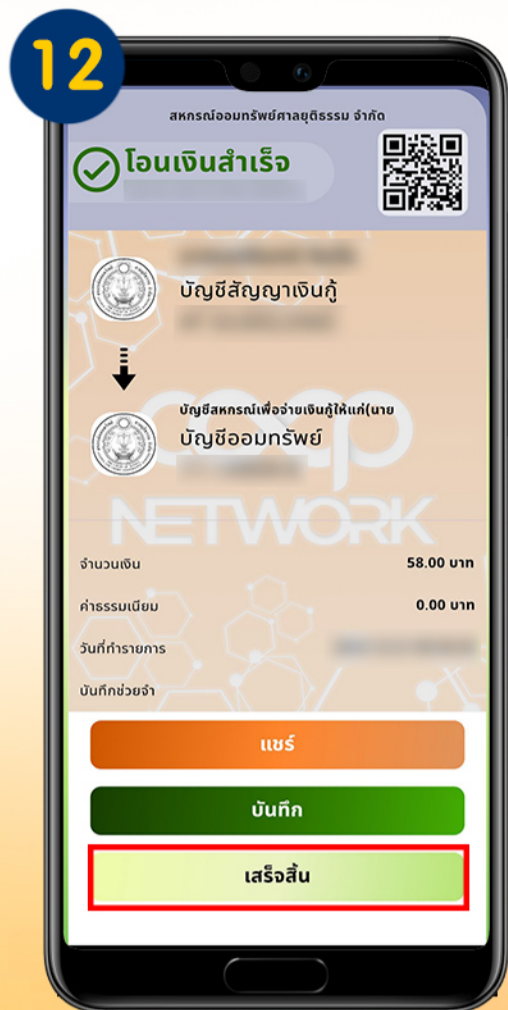 12
สหกรณ์ออมทรัพย์ศาลยุติธรรม จำกัด
โอนเงินสำเร็จ
บัญชีสัญญาเงินกู้
บัญชีสหกรณ์เพื่อจ่ายเงินกู้ให้แก่(นาย
บัญชีออมทรัพย์
COOP
NETWORK
จำนวนเงิน 58.00 บาท
ค่าธรรมเนียม 0.00 บาท
วันที่ทำรายการ
บันทึกช่วยจำ
แชร์
บันทึก
เสร็จสิ้น